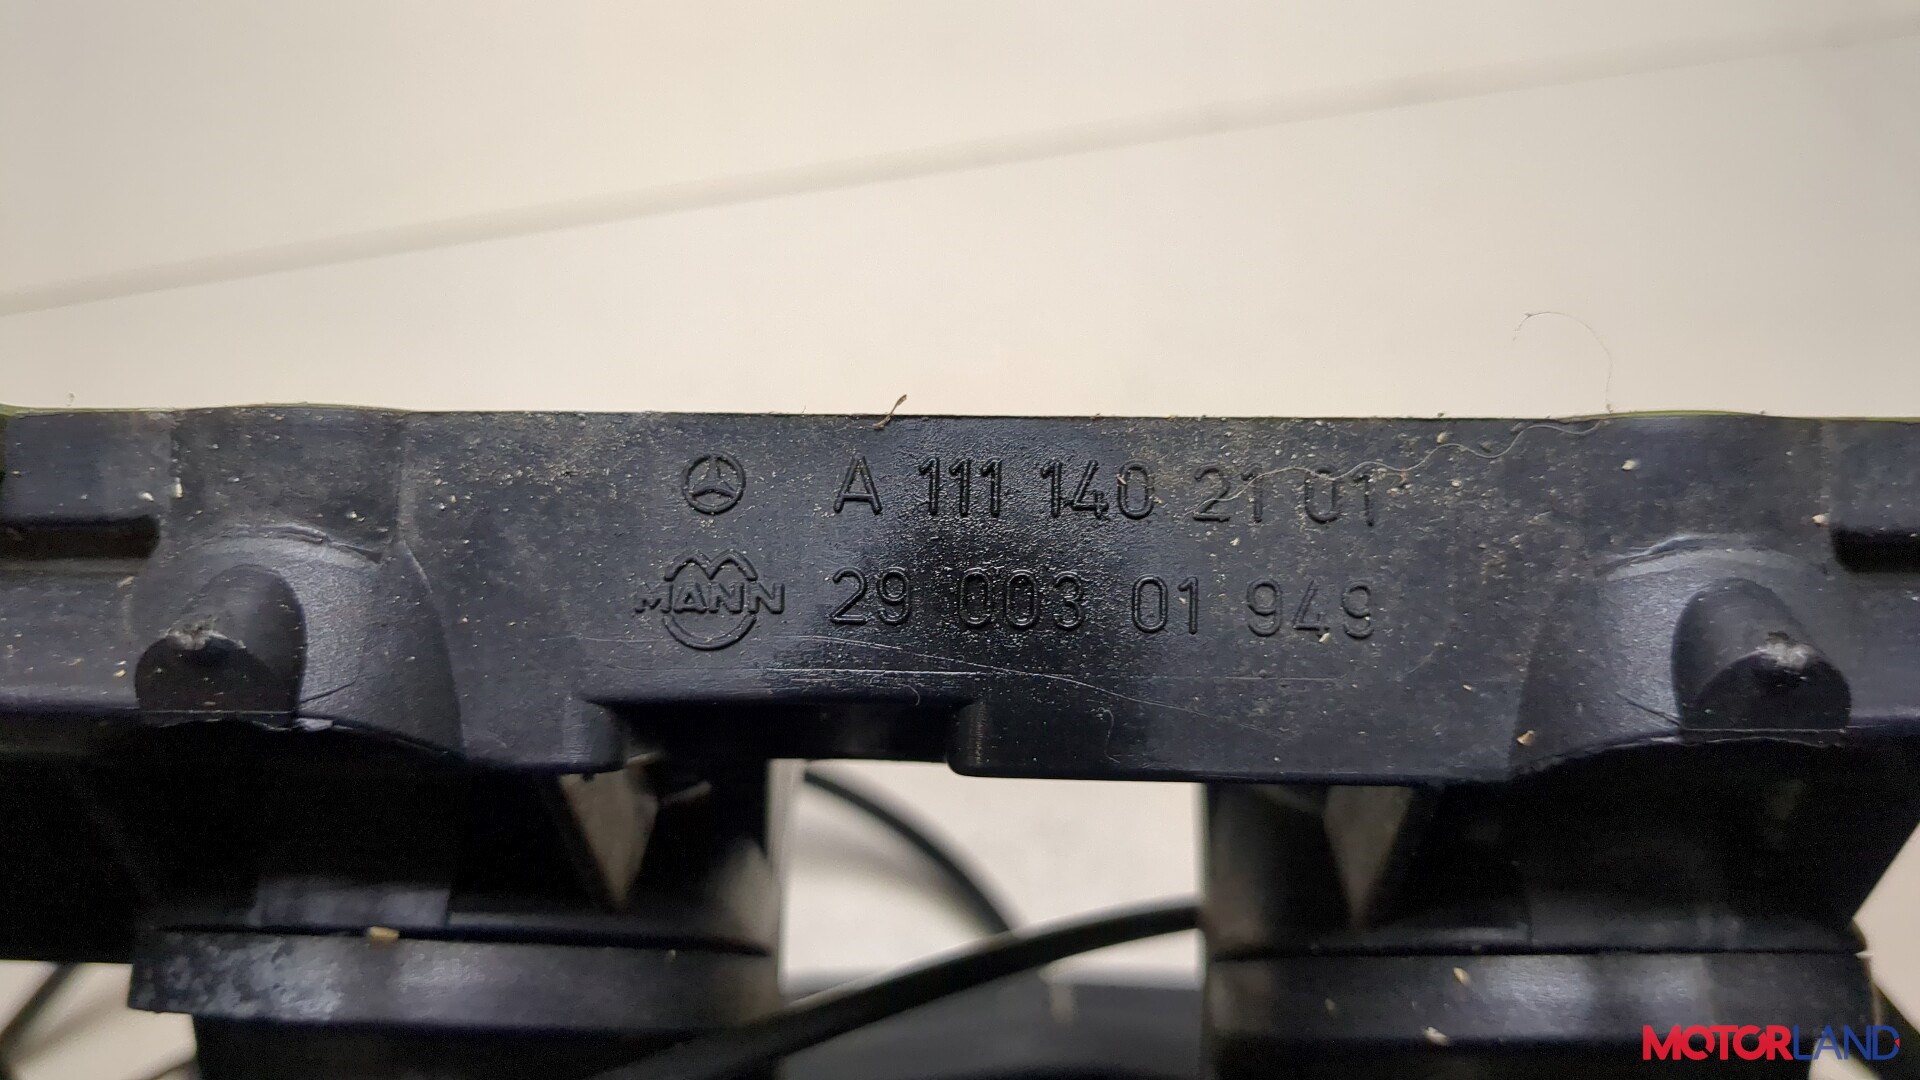 A 111 140 21 01
MANN 29 003 01 949
MOTORLAND